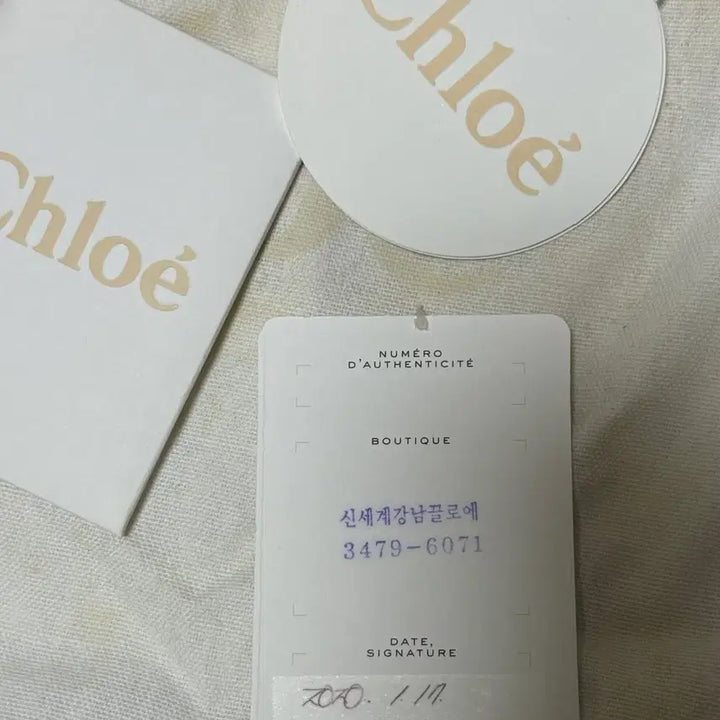 Chloé
Chloé
NUMÉRO
D'AUTHENTICITÉ
BOUTIQUE
신세계강남끌로에
3479-6071
DATE,
SIGNATURE
2020. 1. 17.